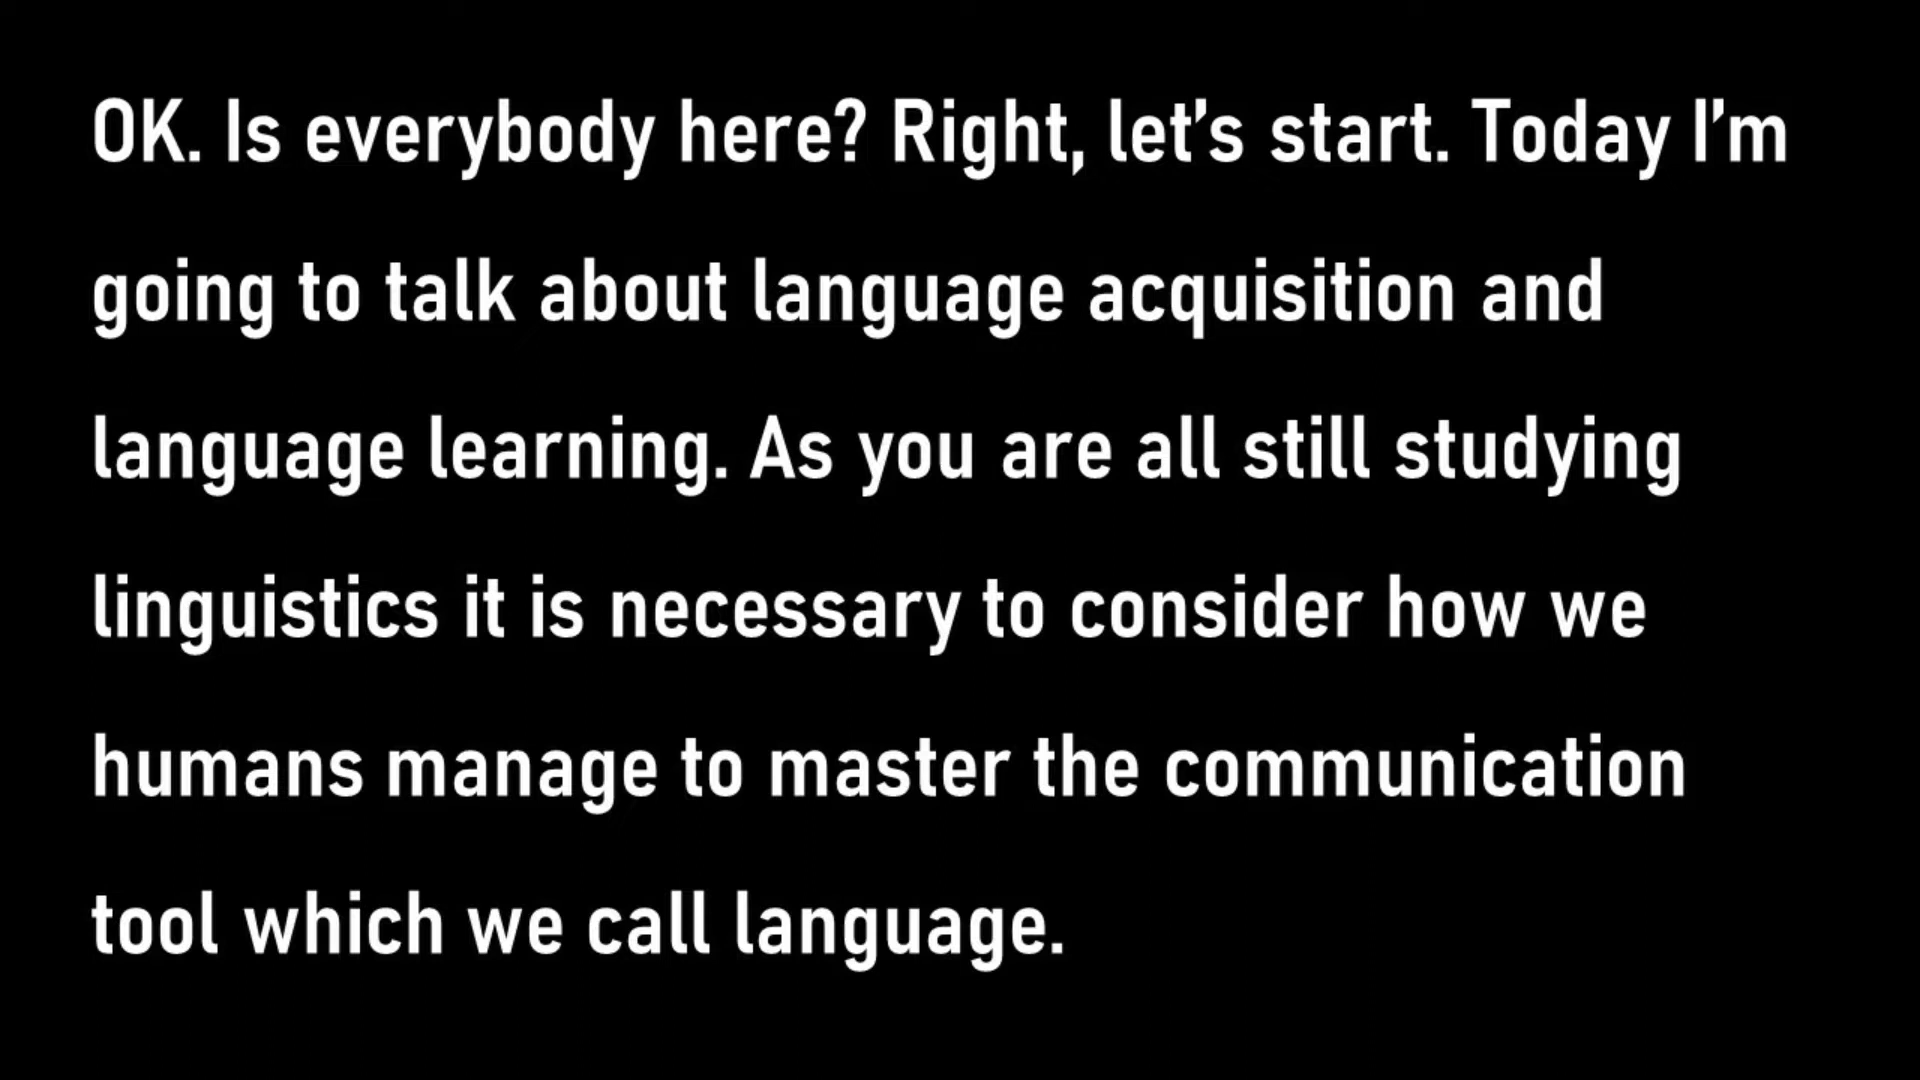 OK. Is everybody here? Right, let’s start. Today I’m
going to talk about language acquisition and
language learning. As you are all still studying
linguistics it is necessary to consider how we
humans manage to master the communication
tool which we call language.